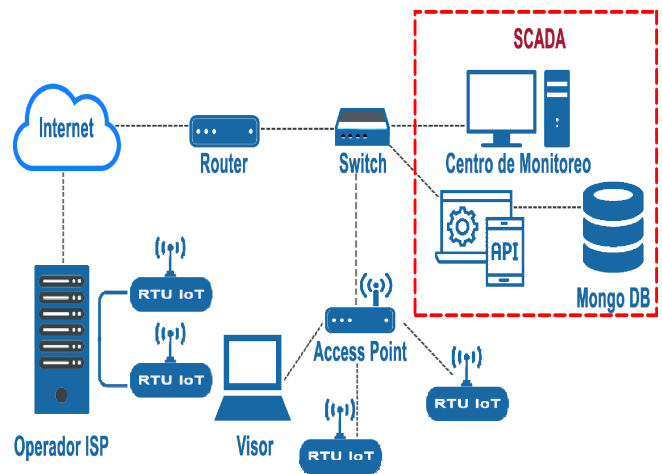 SCADA
Internet
Router
Switch
Centro de Monitoreo
API
Mongo DB
RTU IoT
RTU IoT
Access Point
Operador ISP
Visor
RTU IoT
RTU IoT